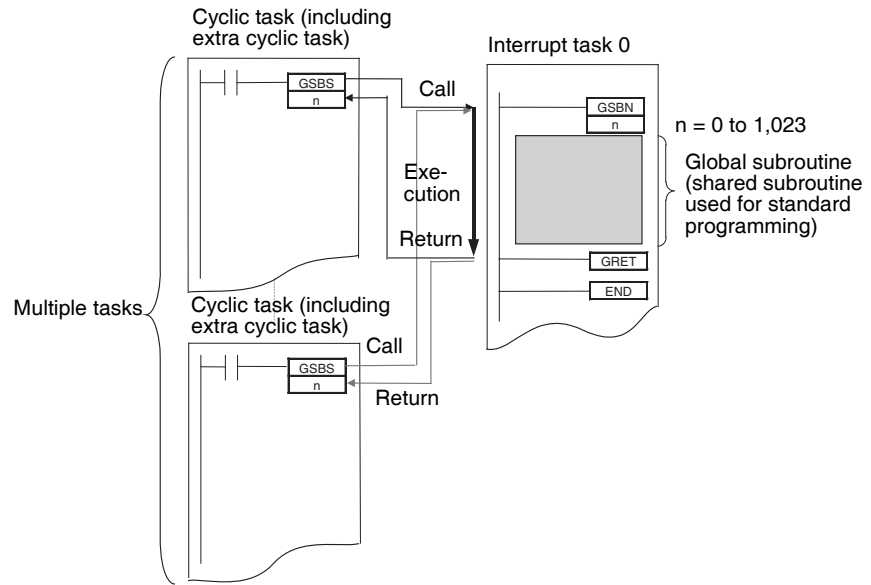 Cyclic task (including
extra cyclic task)
GSBS
n
Call
Exe-
cution
Return
Interrupt task 0
GSBN
n
n = 0 to 1,023
Global subroutine
(shared subroutine
used for standard
programming)
GRET
END
Multiple tasks
Cyclic task (including
extra cyclic task)
Call
GSBS
n
Return